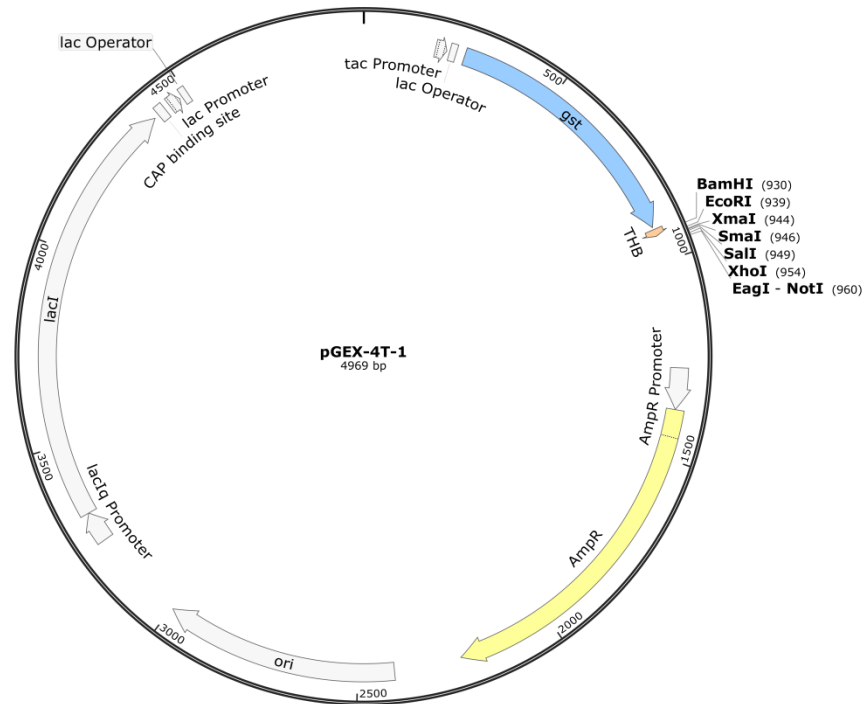 lac Operator
4500
lac Promoter
CAP binding site
tac Promoter
lac Operator
500
gst
BamHI (930)
EcoRI (939)
XmaI (944)
SmaI (946)
SalI (949)
XhoI (954)
EagI - NotI (960)
THB
1000
4000
lacI
pGEX-4T-1
4969 bp
AmpR Promoter
1500
3500
lacIq Promoter
AmpR
2000
3000
ori
2500